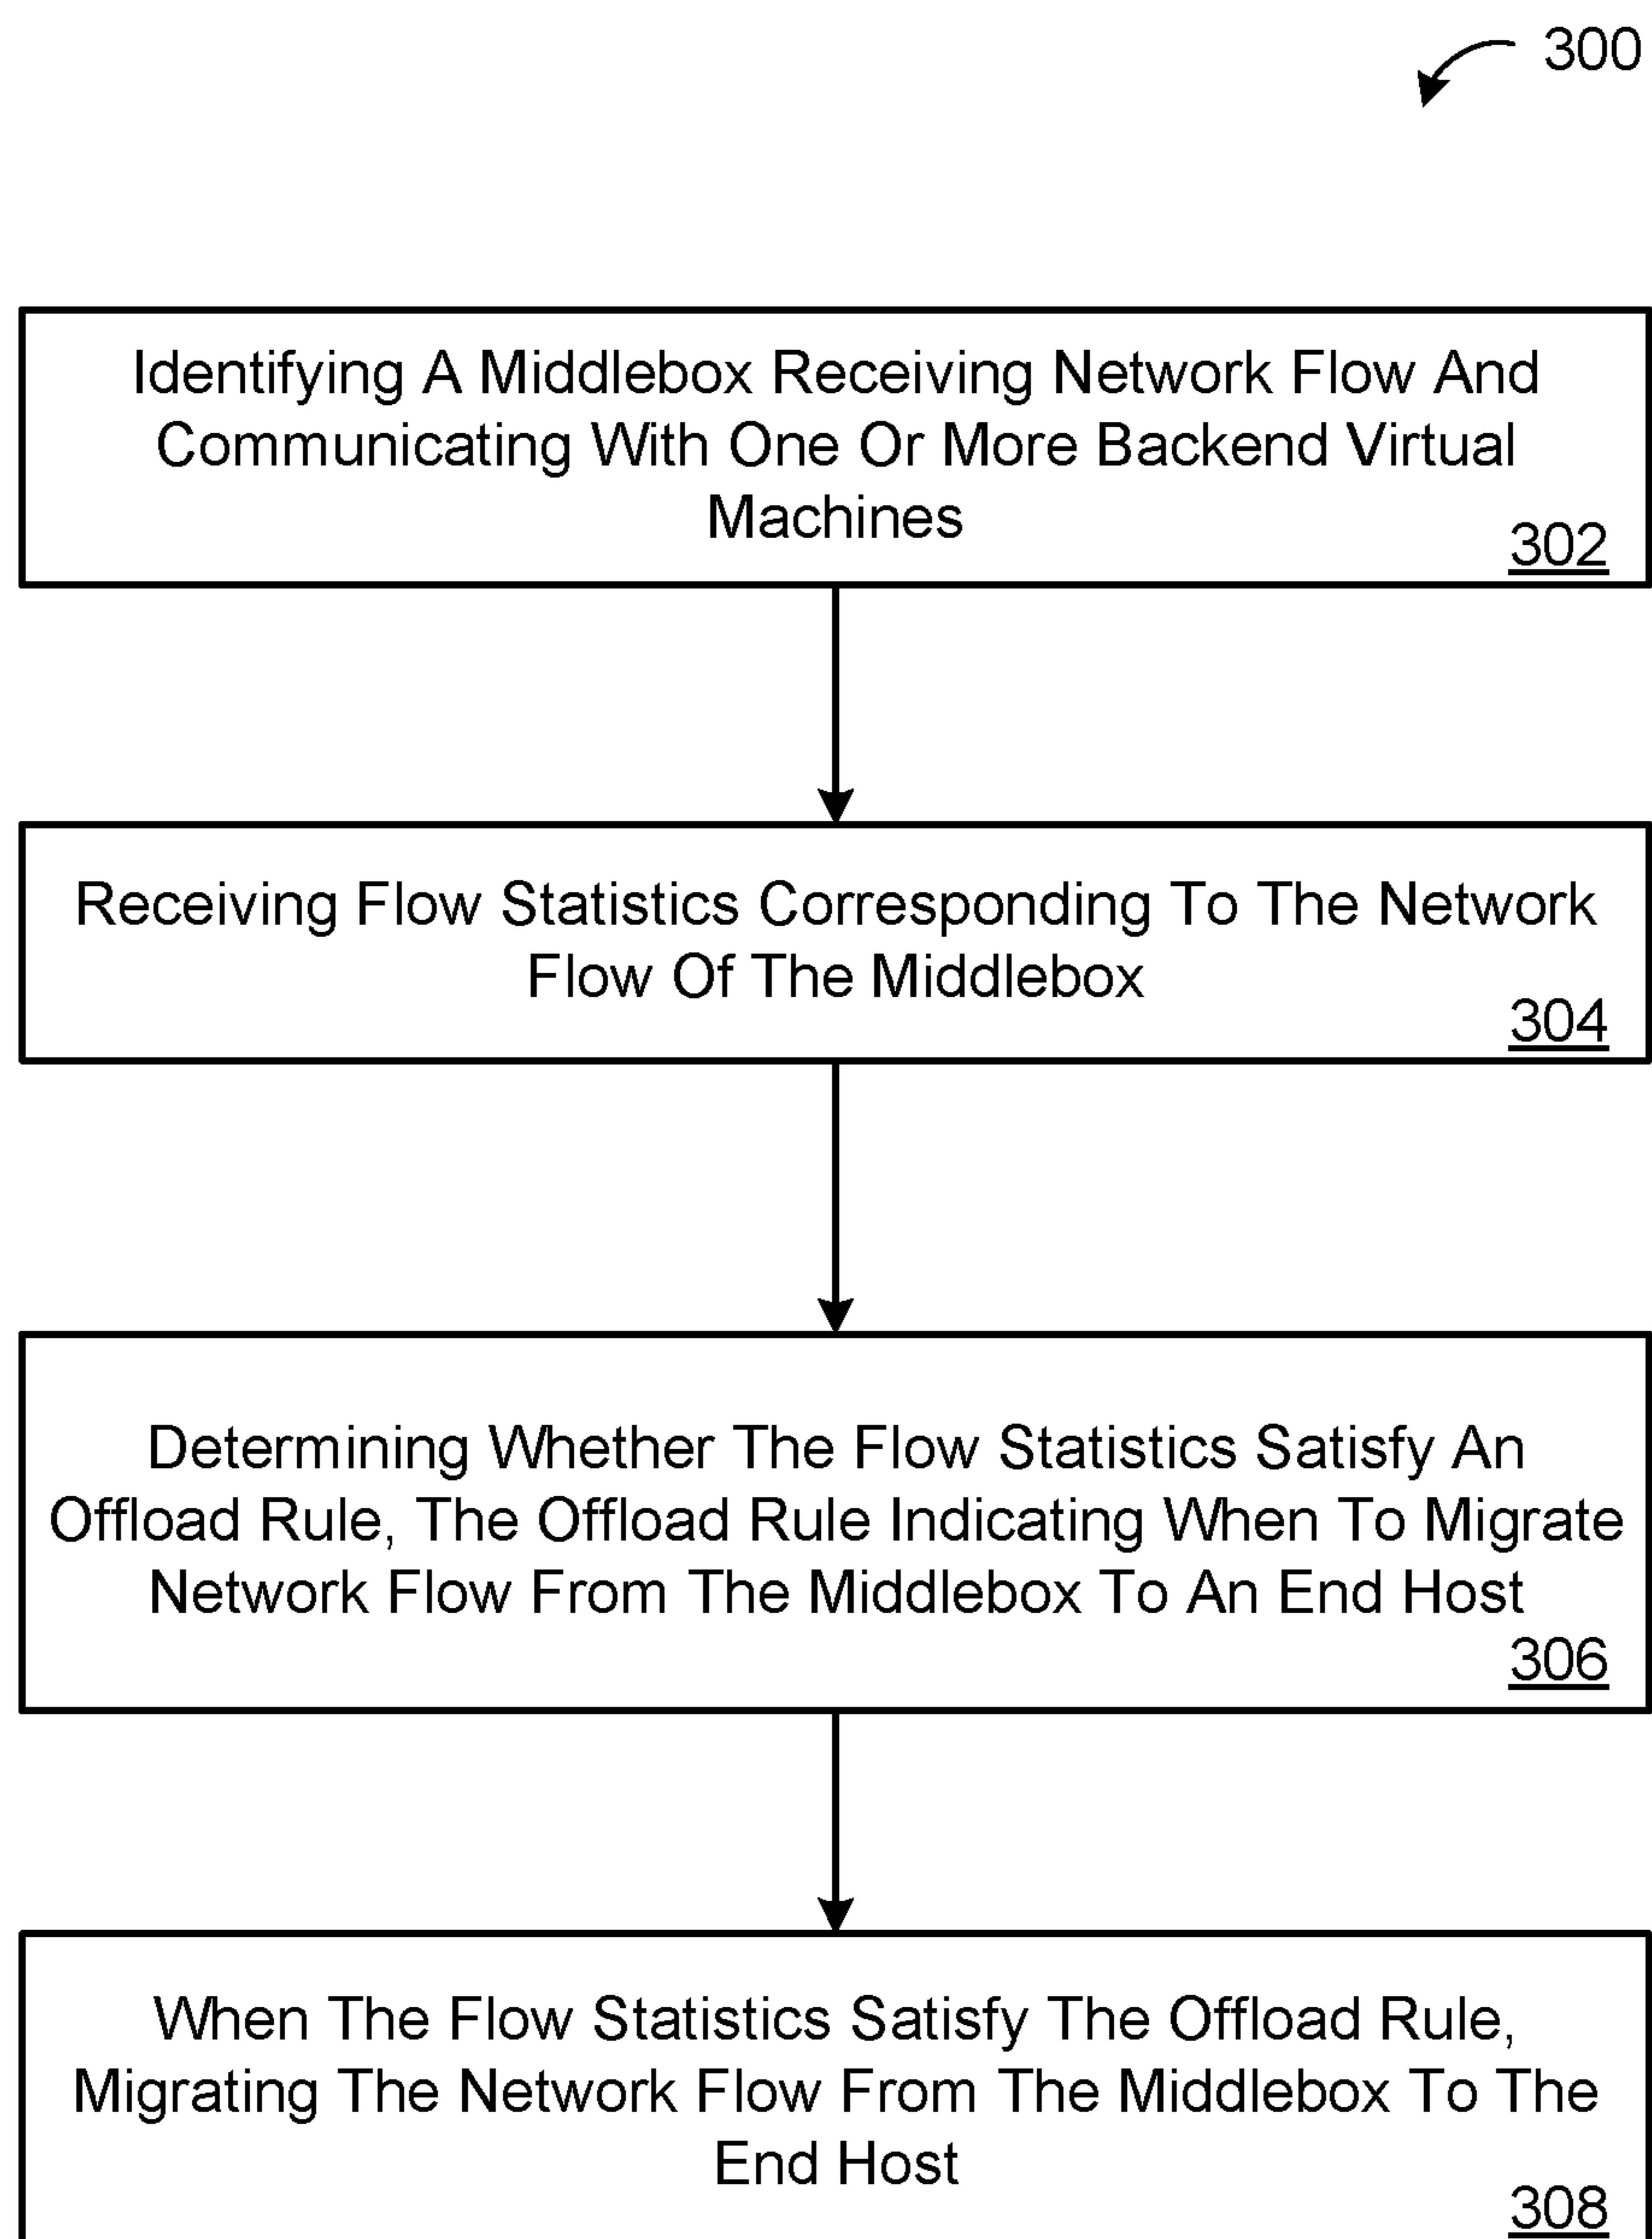 300
Identifying A Middlebox Receiving Network Flow And
Communicating With One Or More Backend Virtual
Machines
302
Receiving Flow Statistics Corresponding To The Network
Flow Of The Middlebox
304
Determining Whether The Flow Statistics Satisfy An
Offload Rule, The Offload Rule Indicating When To Migrate
Network Flow From The Middlebox To An End Host
306
When The Flow Statistics Satisfy The Offload Rule,
Migrating The Network Flow From The Middlebox To The
End Host
308